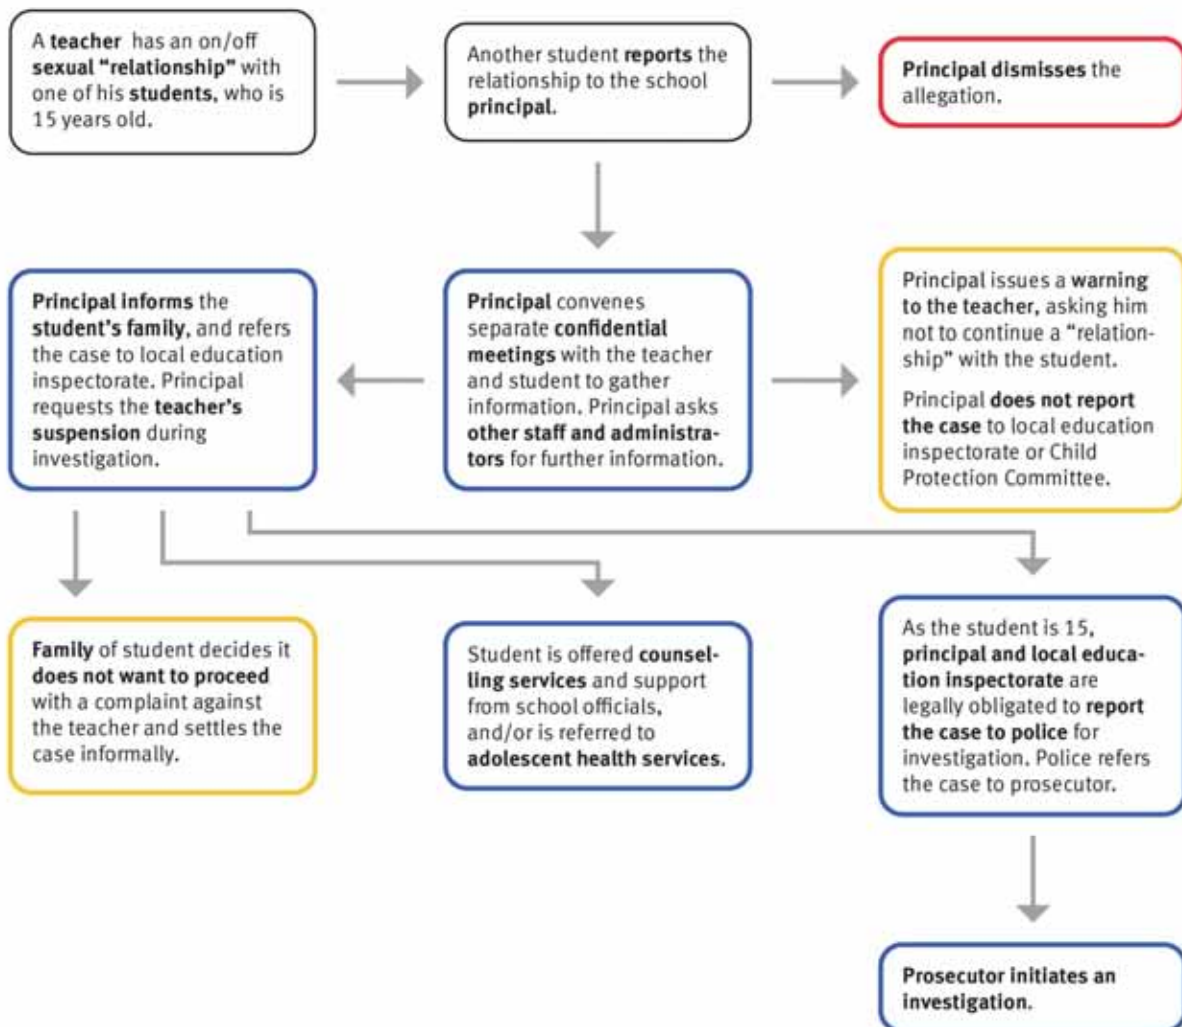 A teacher has an on/off
sexual “relationship” with
one of his students, who is
15 years old.
Another student reports the
relationship to the school
principal.
Principal dismisses the
allegation.
Principal informs the
student’s family, and refers
the case to local education
inspectorate. Principal
requests the teacher’s
suspension during
investigation.
Principal convenes
separate confidential
meetings with the teacher
and student to gather
information. Principal asks
other staff and administra-
tors for further information.
Principal issues a warning
to the teacher, asking him
not to continue a “relation-
ship” with the student.
Principal does not report
the case to local education
inspectorate or Child
Protection Committee.
Family of student decides it
does not want to proceed
with a complaint against
the teacher and settles the
case informally.
Student is offered counsel-
ling services and support
from school officials,
and/or is referred to
adolescent health services.
As the student is 15,
principal and local educa-
tion inspectorate are
legally obligated to report
the case to police for
investigation. Police refers
the case to prosecutor.
Prosecutor initiates an
investigation.